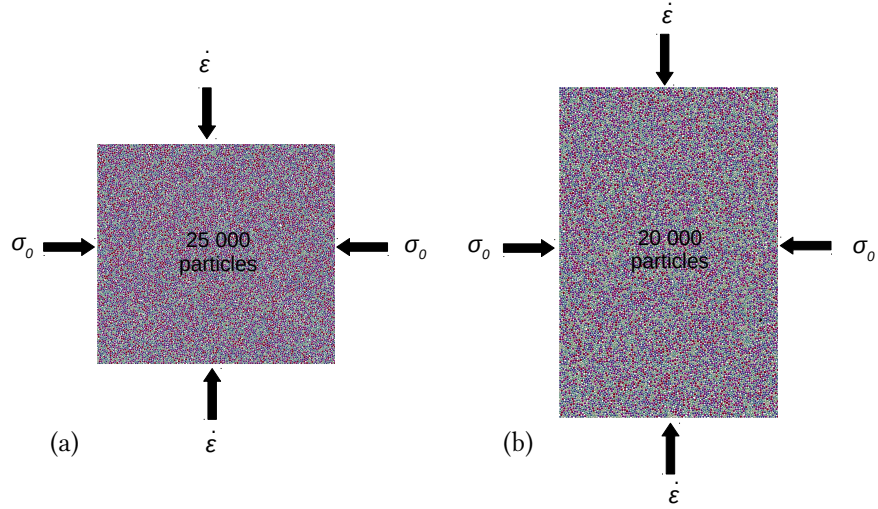 ε̇
σ₀
25 000
particles
σ₀
ε̇
(a)
ε̇
σ₀
20 000
particles
σ₀
ε̇
(b)